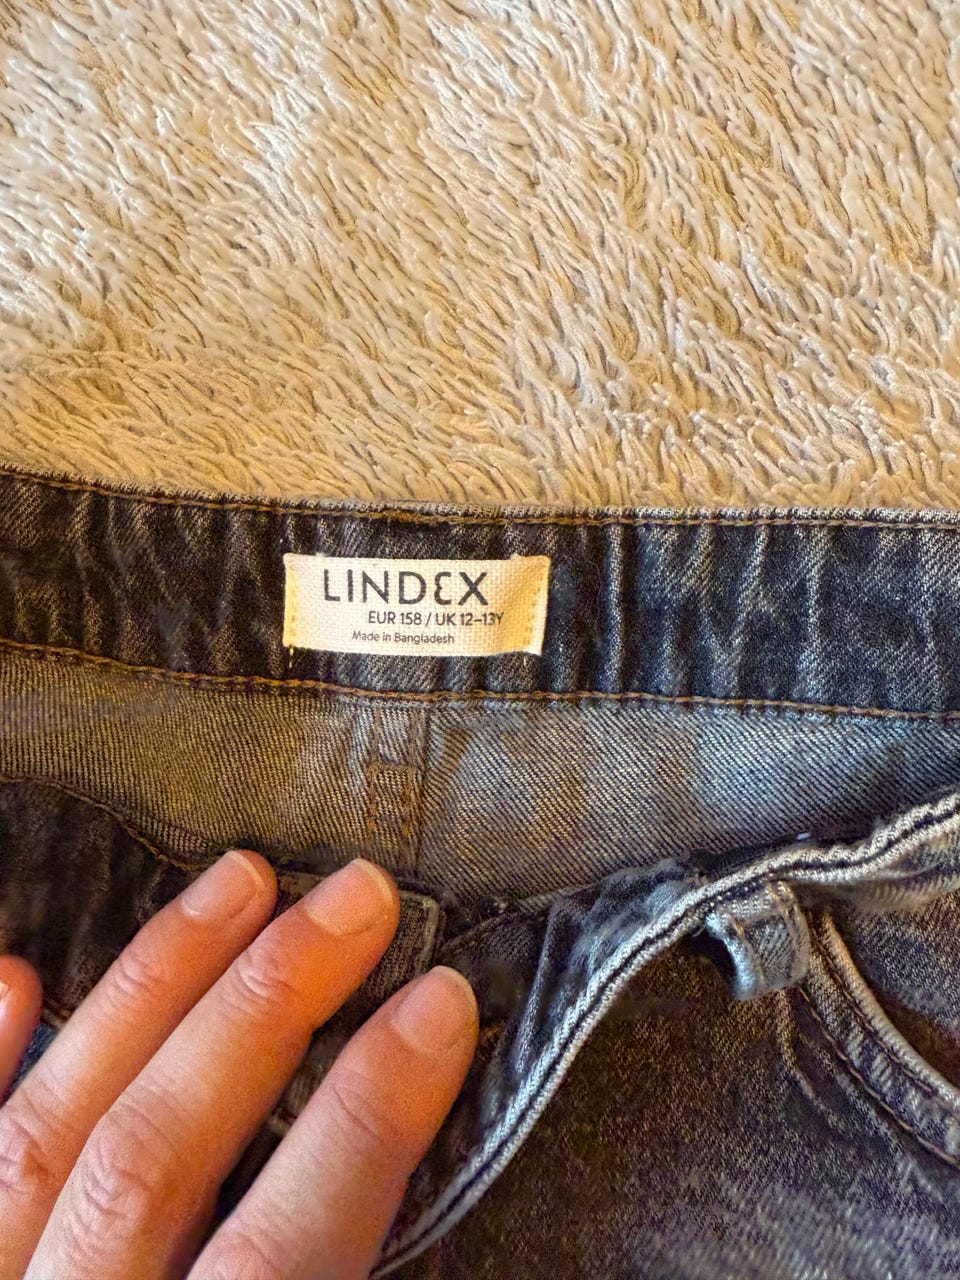 LINDEX
EUR 158 / UK 12–13Y
Made in Bangladesh